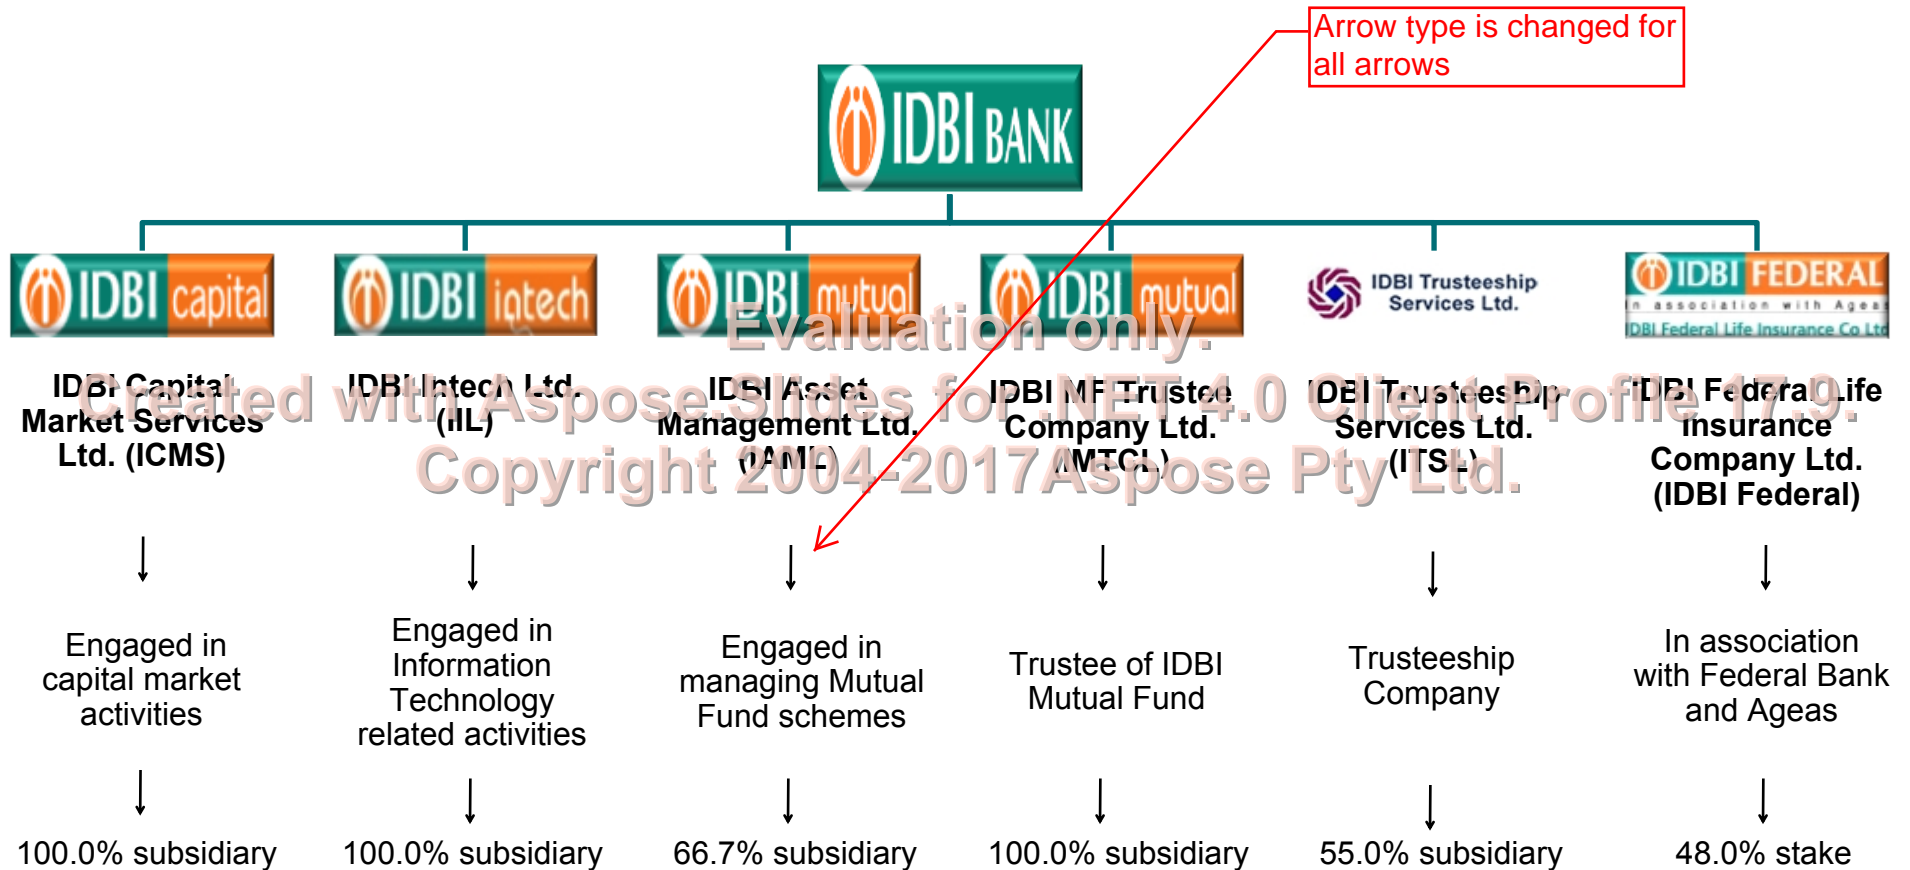 Arrow type is changed for
all arrows
IDBI BANK
IDBI capital
IDBI intech
IDBI mutual
IDBI mutual
IDBI Trusteeship
Services Ltd.
IDBI FEDERAL
In association with Ageas
IDBI Federal Life Insurance Co Ltd
Evaluation only.
Created with Aspose.Slides for .NET 4.0 Client Profile 17.9.
Copyright 2004-2017Aspose Pty Ltd.
IDBI Capital
Market Services
Ltd. (ICMS)
IDBI Intech Ltd.
(IIL)
IDBI Asset
Management Ltd.
(IAML)
IDBI MF Trustee
Company Ltd.
(IMTCL)
IDBI Trusteeship
Services Ltd.
(ITSL)
IDBI Federal Life
Insurance
Company Ltd.
(IDBI Federal)
Engaged in
capital market
activities
Engaged in
Information
Technology
related activities
Engaged in
managing Mutual
Fund schemes
Trustee of IDBI
Mutual Fund
Trusteeship
Company
In association
with Federal Bank
and Ageas
100.0% subsidiary
100.0% subsidiary
66.7% subsidiary
100.0% subsidiary
55.0% subsidiary
48.0% stake